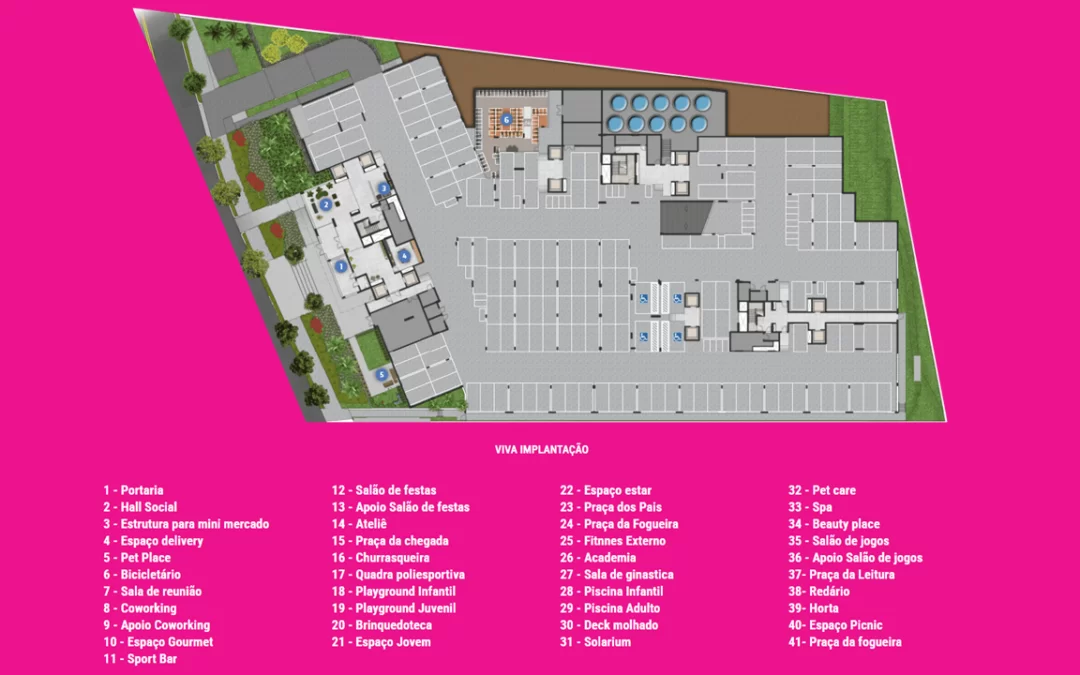 6
3
2
4
1
5
VIVA IMPLANTAÇÃO
1 - Portaria
2 - Hall Social
3 - Estrutura para mini mercado
4 - Espaço delivery
5 - Pet Place
6 - Bicicletário
7 - Sala de reunião
8 - Coworking
9 - Apoio Coworking
10 - Espaço Gourmet
11 - Sport Bar
12 - Salão de festas
13 - Apoio Salão de festas
14 - Ateliê
15 - Praça da chegada
16 - Churrasqueira
17 - Quadra poliesportiva
18 - Playground Infantil
19 - Playground Juvenil
20 - Brinquedoteca
21 - Espaço Jovem
22 - Espaço estar
23 - Praça dos Pais
24 - Praça da Fogueira
25 - Fitnnes Externo
26 - Academia
27 - Sala de ginastica
28 - Piscina Infantil
29 - Piscina Adulto
30 - Deck molhado
31 - Solarium
32 - Pet care
33 - Spa
34 - Beauty place
35 - Salão de jogos
36 - Apoio Salão de jogos
37- Praça da Leitura
38- Redário
39- Horta
40- Espaço Picnic
41- Praça da fogueira